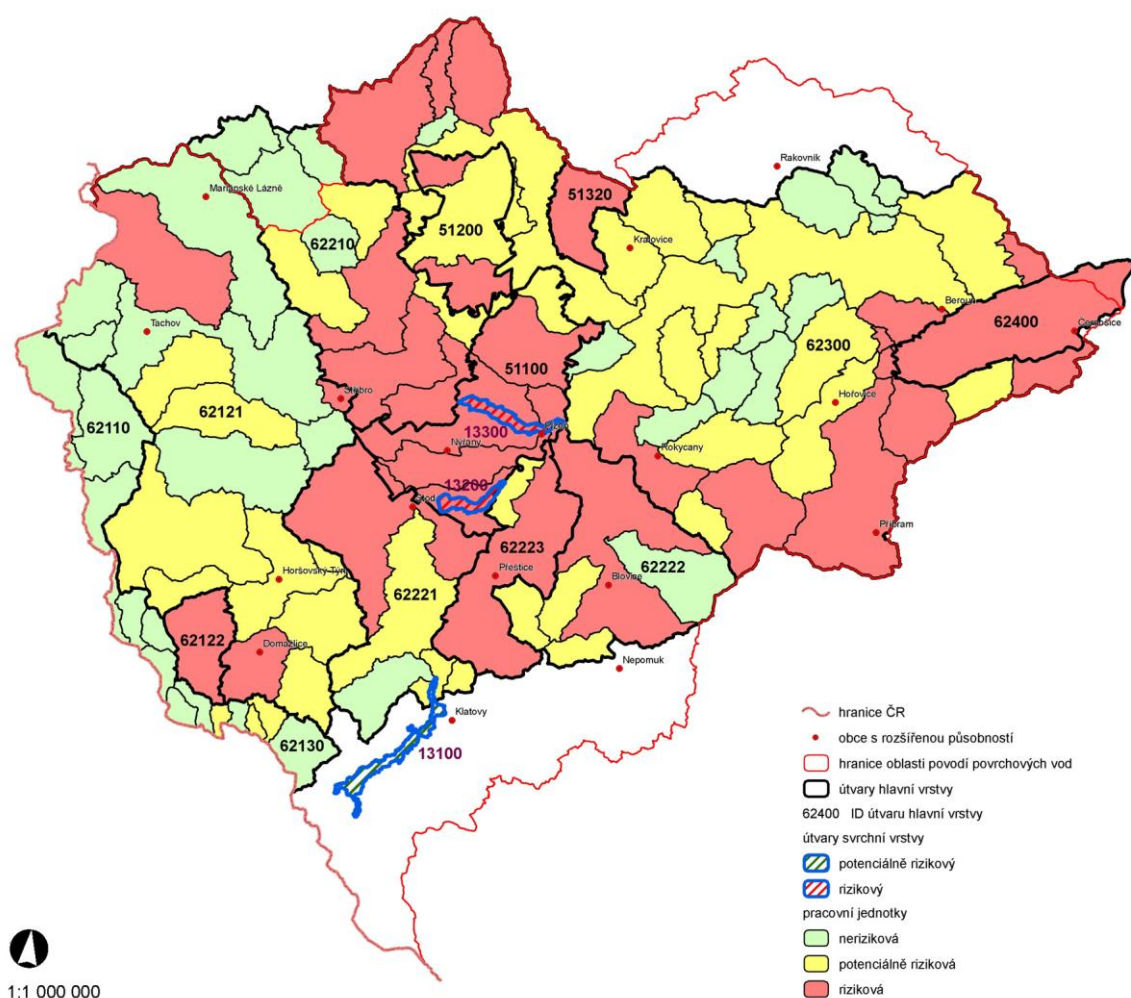 Rakovník
Mariánské Lázně
51320
51200
Kralovice
62210
Beroun
Tachov
62400
Černošice
62300
51100
Stříbro
Hořovice
62121
62110
13300
Plzeň
Nýřany
Rokycany
13200
Stod
Příbram
62223
62222
Přeštice
Horšovský Týn
Blovice
62221
62122
Domažlice
Nepomuk
Klatovy
62130
13100
hranice ČR
obce s rozšířenou působností
hranice oblasti povodí povrchových vod
útvary hlavní vrstvy
62400 ID útvaru hlavní vrstvy
útvary svrchní vrstvy
potenciálně rizikový
rizikový
pracovní jednotky
neriziková
potenciálně riziková
riziková
1:1 000 000